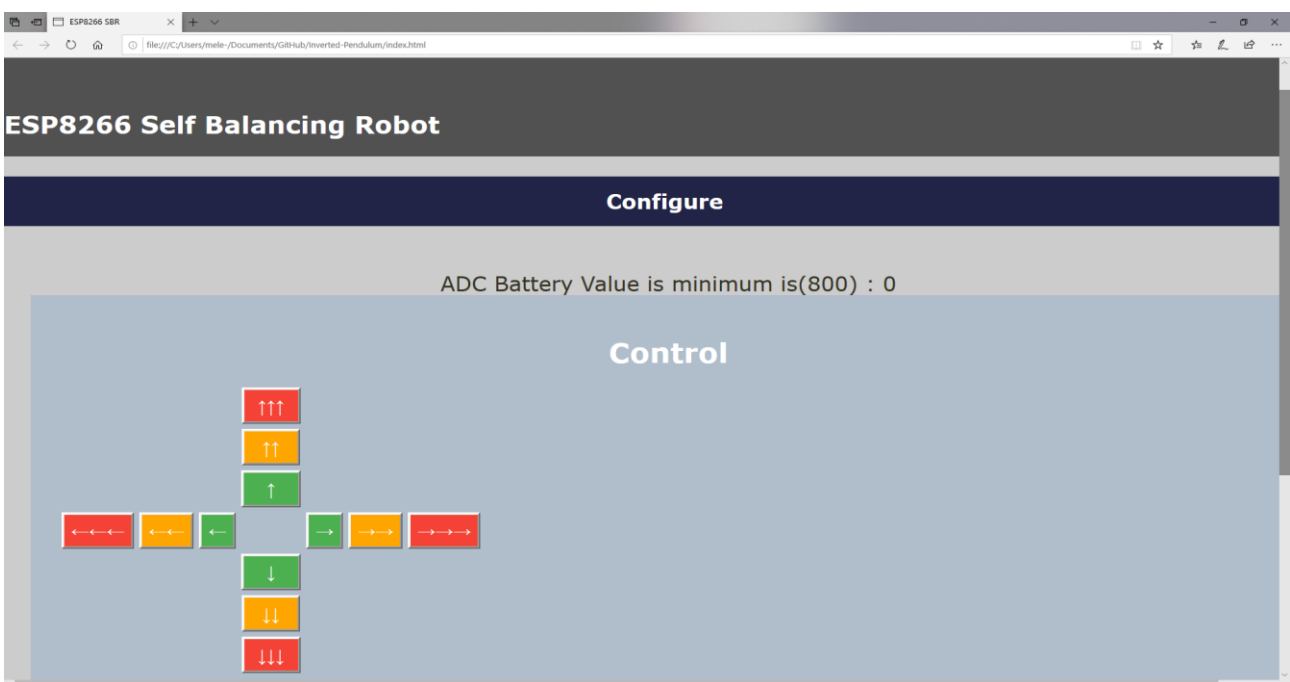 ESP8266 SBR
file:///C:/Users/mele-/Documents/GitHub/Inverted-Pendulum/index.html
ESP8266 Self Balancing Robot
Configure
ADC Battery Value is minimum is(800) : 0
Control
↑↑↑
↑↑
↑
←←← ←← ← → →→ →→→
↓
↓↓
↓↓↓